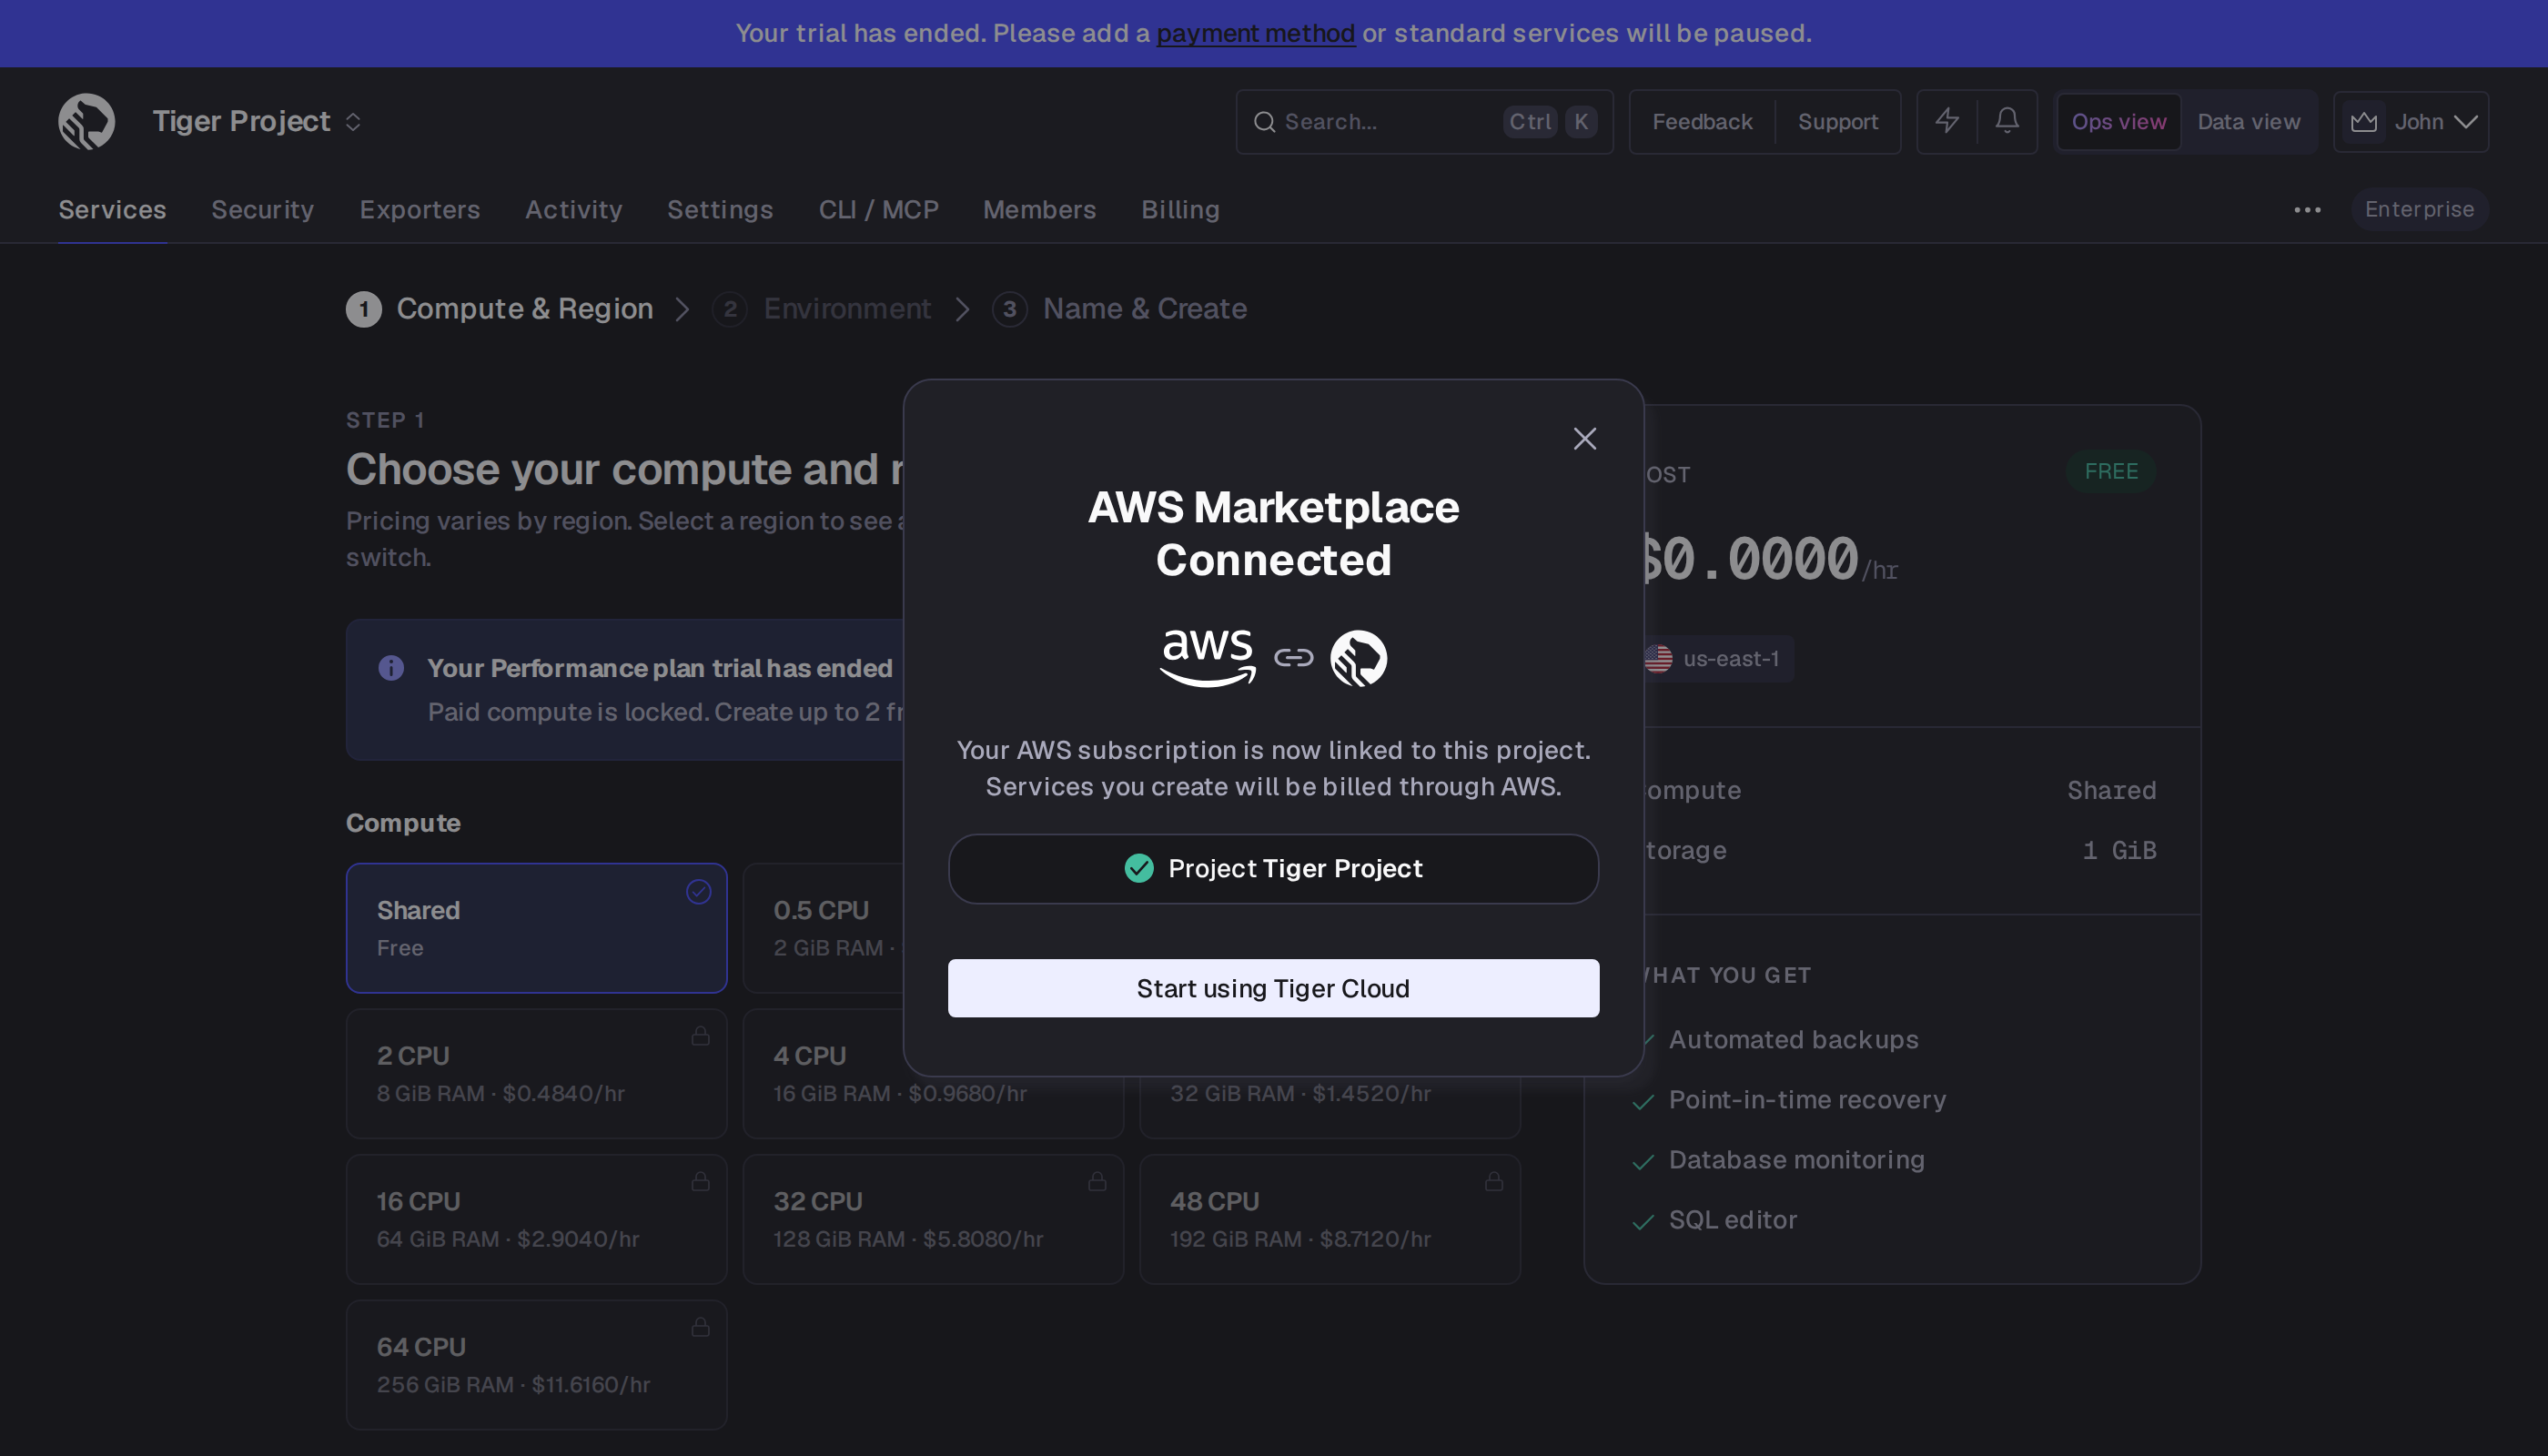 Your trial has ended. Please add a payment method or standard services will be paused.
Tiger Project
Search...
Ctrl K
Feedback
Support
Ops view
Data view
John
Services
Security
Exporters
Activity
Settings
CLI / MCP
Members
Billing
Enterprise
1 Compute & Region
2 Environment
3 Name & Create
STEP 1
Choose your compute and
Pricing varies by region. Select a region to see
switch.
Your Performance plan trial has ended
Paid compute is locked. Create up to 2
Compute
Shared
Free
0.5 CPU
2 GiB RAM ·
2 CPU
8 GiB RAM · $0.4840/hr
4 CPU
16 GiB RAM · $0.9680/hr
32 GiB RAM · $1.4520/hr
16 CPU
64 GiB RAM · $2.9040/hr
32 CPU
128 GiB RAM · $5.8080/hr
48 CPU
192 GiB RAM · $8.7120/hr
64 CPU
256 GiB RAM · $11.6160/hr
AWS Marketplace
Connected
aws
Your AWS subscription is now linked to this project.
Services you create will be billed through AWS.
Project Tiger Project
Start using Tiger Cloud
OST
FREE
$0.0000/hr
us-east-1
ompute
Shared
torage
1 GiB
WHAT YOU GET
Automated backups
Point-in-time recovery
Database monitoring
SQL editor